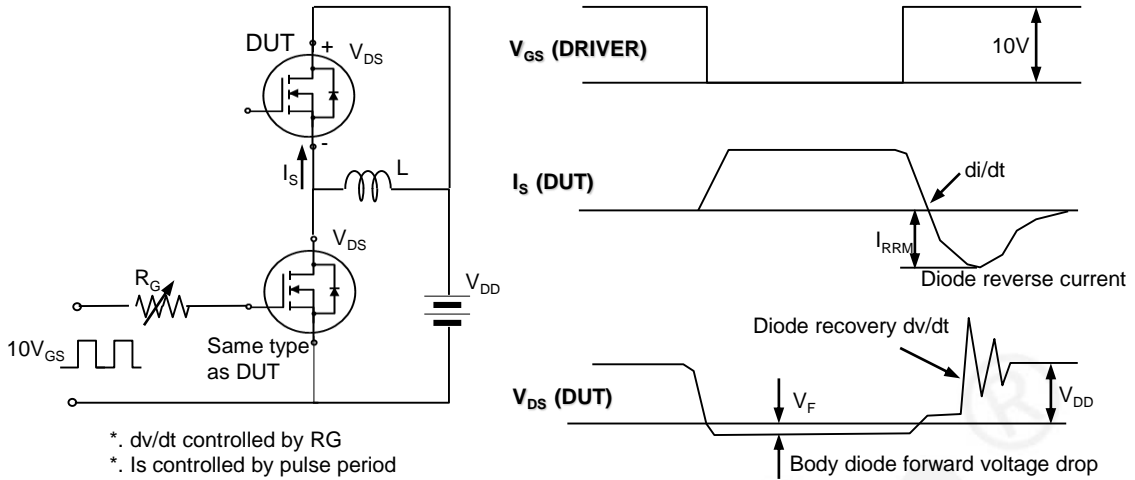 DUT
+
V_DS
-
I_S
L
V_DS
R_G
V_DD
10V_GS
Same type
as DUT
*. dv/dt controlled by RG
*. Is controlled by pulse period
V_GS (DRIVER)
10V
I_S (DUT)
di/dt
I_RRM
Diode reverse current
Diode recovery dv/dt
V_DS (DUT)
V_F
V_DD
Body diode forward voltage drop
®